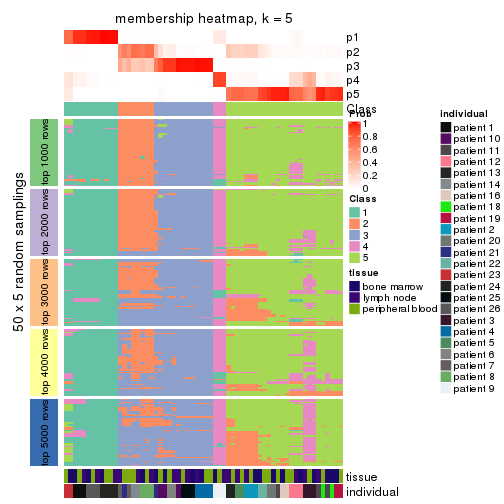 membership heatmap, k = 5
p1
p2
p3
p4
p5
Class
50 x 5 random samplings
top 1000 rows
top 2000 rows
top 3000 rows
top 4000 rows
top 5000 rows
tissue
individual
Prob
1
0.8
0.6
0.4
0.2
0
Class
1
2
3
4
5
tissue
bone marrow
lymph node
peripheral blood
individual
patient 1
patient 10
patient 11
patient 12
patient 13
patient 14
patient 16
patient 18
patient 19
patient 2
patient 20
patient 21
patient 22
patient 23
patient 24
patient 25
patient 26
patient 3
patient 4
patient 5
patient 6
patient 7
patient 8
patient 9